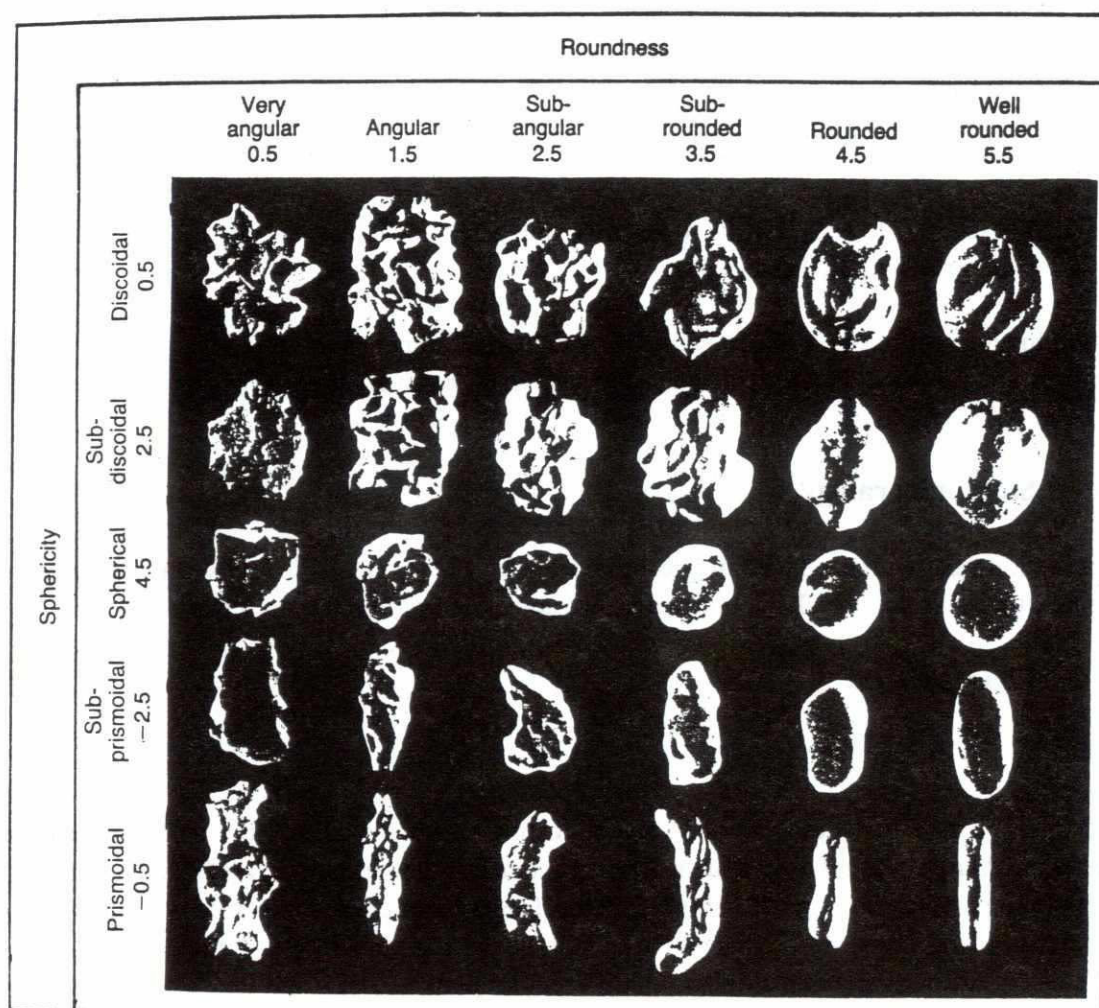 Roundness
Very
angular
0.5
Angular
1.5
Sub-
angular
2.5
Sub-
rounded
3.5
Rounded
4.5
Well
rounded
5.5
Sphericity
Discoidal
0.5
Sub-
discoidal
2.5
Spherical
4.5
Sub-
prismoidal
-2.5
Prismoidal
-0.5